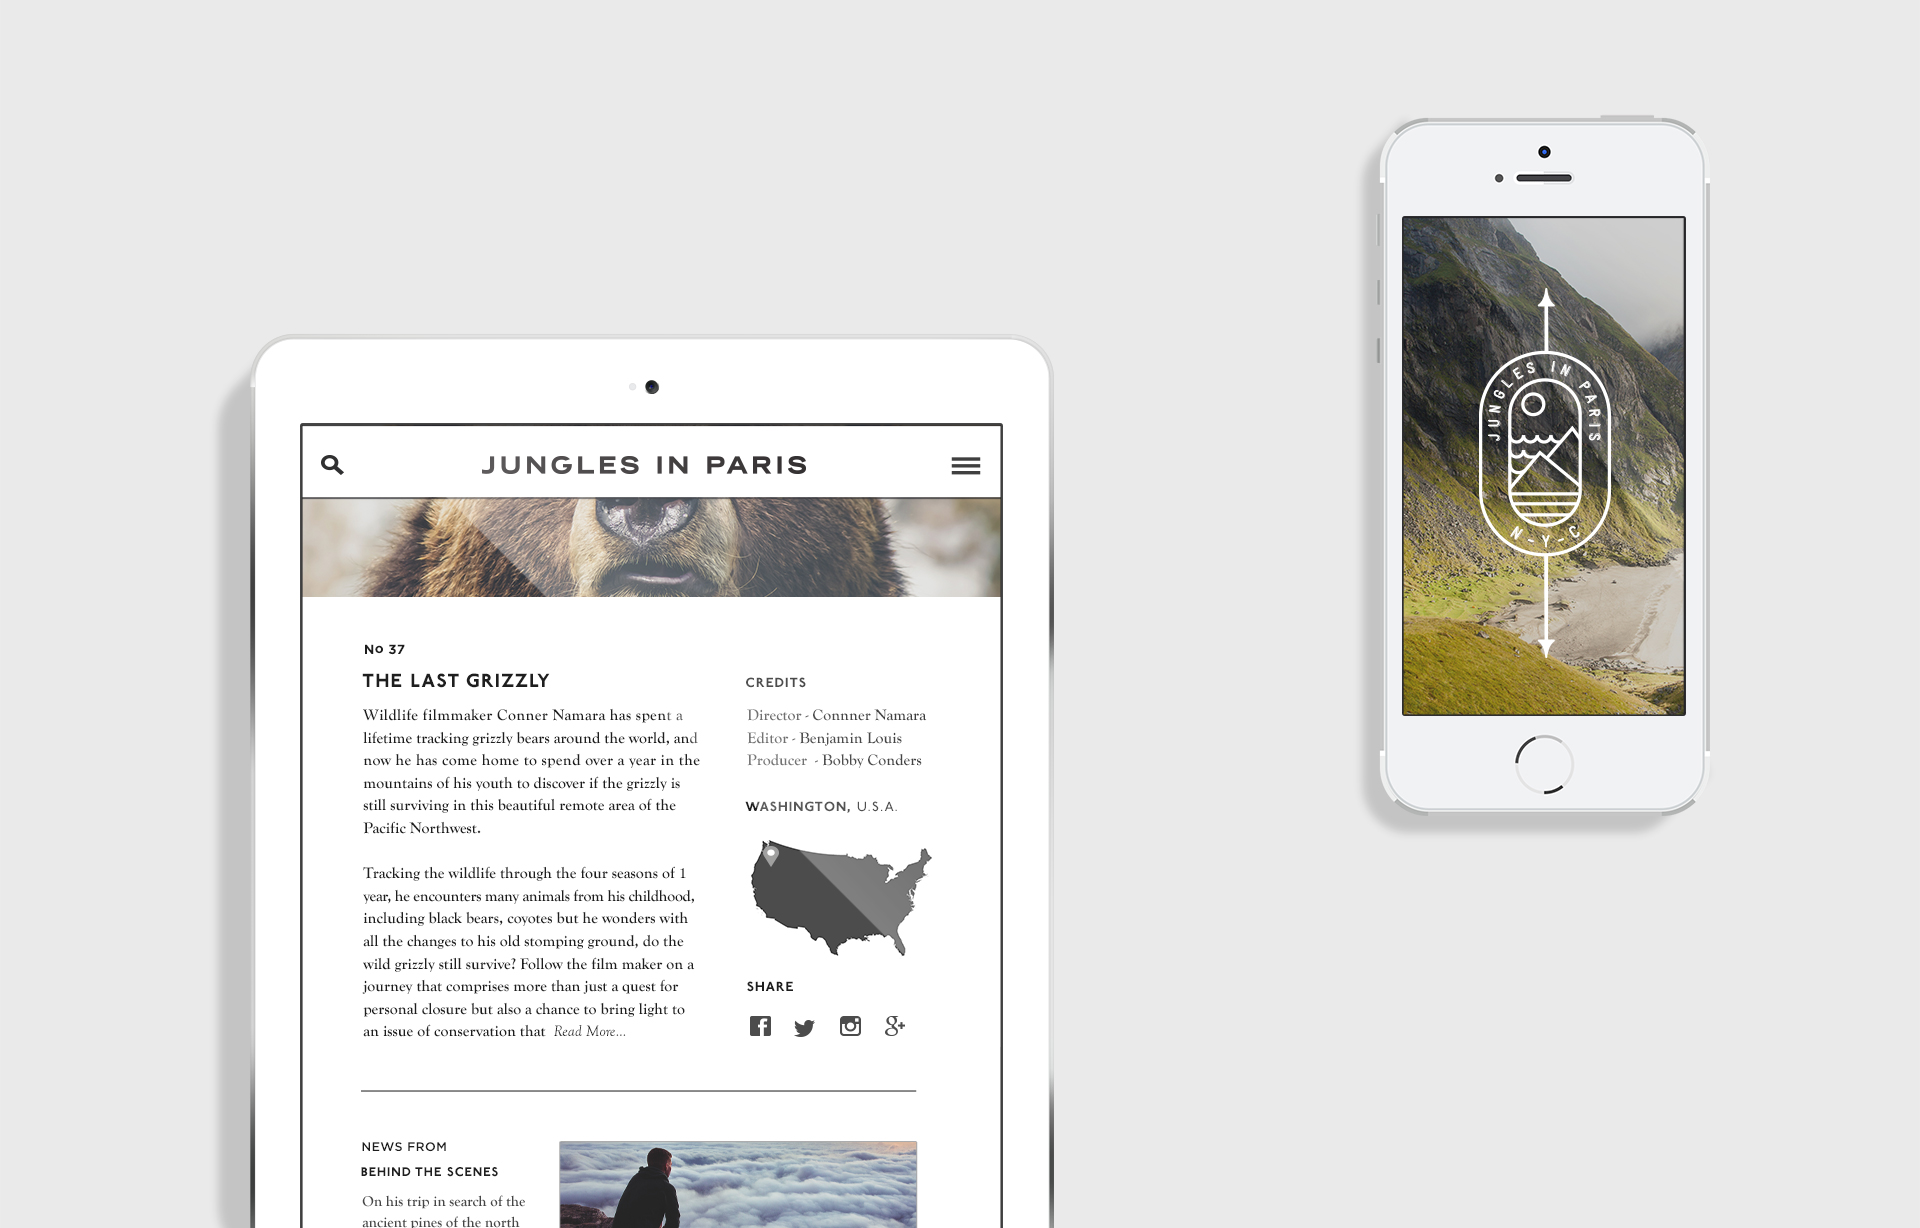 JUNGLES IN PARIS
No 37
THE LAST GRIZZLY
Wildlife filmmaker Conner Namara has spent a
lifetime tracking grizzly bears around the world, and
now he has come home to spend over a year in the
mountains of his youth to discover if the grizzly is
still surviving in this beautiful remote area of the
Pacific Northwest.
Tracking the wildlife through the four seasons of 1
year, he encounters many animals from his childhood,
including black bears, coyotes but he wonders with
all the changes to his old stomping ground, do the
wild grizzly still survive? Follow the film maker on a
journey that comprises more than just a quest for
personal closure but also a chance to bring light to
an issue of conservation that Read More...
CREDITS
Director - Connner Namara
Editor - Benjamin Louis
Producer - Bobby Conders
WASHINGTON, U.S.A.
SHARE
NEWS FROM
BEHIND THE SCENES
On his trip in search of the
ancient pines of the north
JUNGLES IN PARIS
N-Y-C